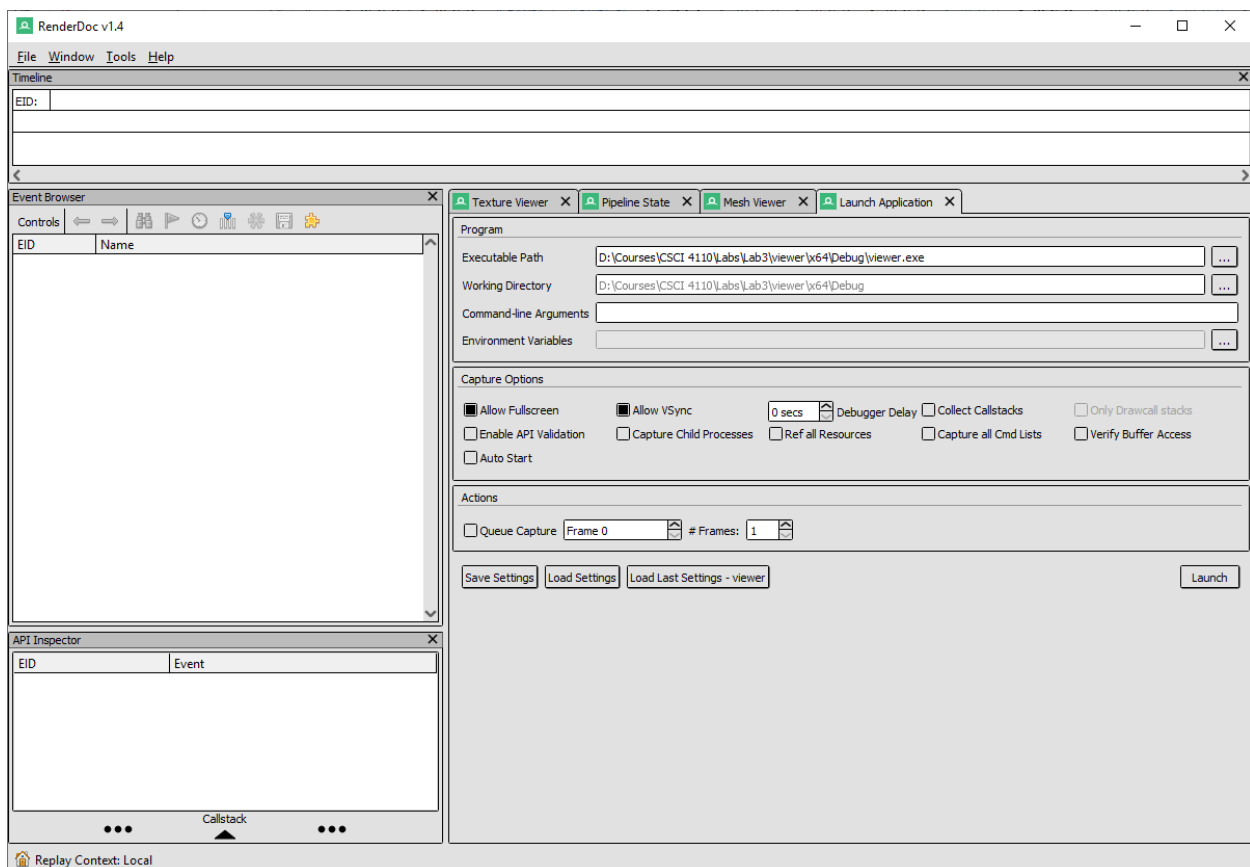 RenderDoc v1.4
File Window Tools Help
Timeline
EID:
Event Browser
Controls
EID Name
API Inspector
EID Event
Callstack
Texture Viewer Pipeline State Mesh Viewer Launch Application
Program
Executable Path D:\Courses\CSCI 4110\Labs\Lab3\viewer\x64\Debug\viewer.exe ...
Working Directory D:\Courses\CSCI 4110\Labs\Lab3\viewer\x64\Debug ...
Command-line Arguments
Environment Variables ...
Capture Options
Allow Fullscreen Allow VSync 0 secs Debugger Delay Collect Callstacks Only Drawcall stacks
Enable API Validation Capture Child Processes Ref all Resources Capture all Cmd Lists Verify Buffer Access
Auto Start
Actions
Queue Capture Frame 0 # Frames: 1
Save Settings Load Settings Load Last Settings - viewer Launch
Replay Context: Local